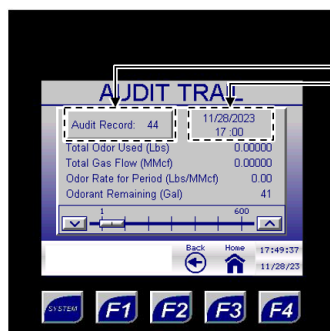 AUDIT TRAIL
Audit Record: 44
11/28/2023
17 :00
Total Odor Used (Lbs) 0.00000
Total Gas Flow (MMcf) 0.00000
Odor Rate for Period (Lbs/MMcf) 0.00
Odorant Remaining (Gal) 41
1 600
Back Home 17:49:37
11/28/23
SYSTEM F1 F2 F3 F4